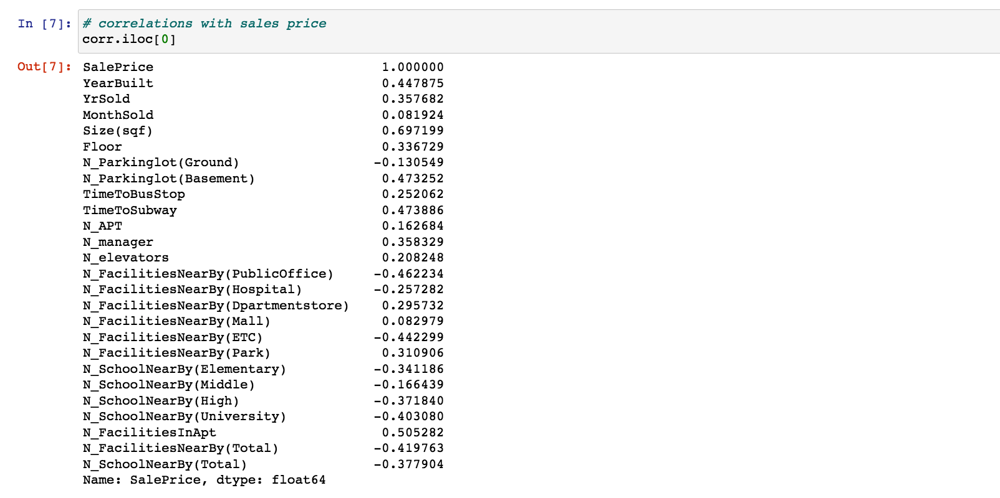 In [7]: # correlations with sales price
corr.iloc[0]
Out[7]: SalePrice 1.000000
YearBuilt 0.447875
YrSold 0.357682
MonthSold 0.081924
Size(sqf) 0.697199
Floor 0.336729
N_Parkinglot(Ground) -0.130549
N_Parkinglot(Basement) 0.473252
TimeToBusStop 0.252062
TimeToSubway 0.473886
N_APT 0.162684
N_manager 0.358329
N_elevators 0.208248
N_FacilitiesNearBy(PublicOffice) -0.462234
N_FacilitiesNearBy(Hospital) -0.257282
N_FacilitiesNearBy(Dpartmentstore) 0.295732
N_FacilitiesNearBy(Mall) 0.082979
N_FacilitiesNearBy(ETC) -0.442299
N_FacilitiesNearBy(Park) 0.310906
N_SchoolNearBy(Elementary) -0.341186
N_SchoolNearBy(Middle) -0.166439
N_SchoolNearBy(High) -0.371840
N_SchoolNearBy(University) -0.403080
N_FacilitiesInApt 0.505282
N_FacilitiesNearBy(Total) -0.419763
N_SchoolNearBy(Total) -0.377904
Name: SalePrice, dtype: float64